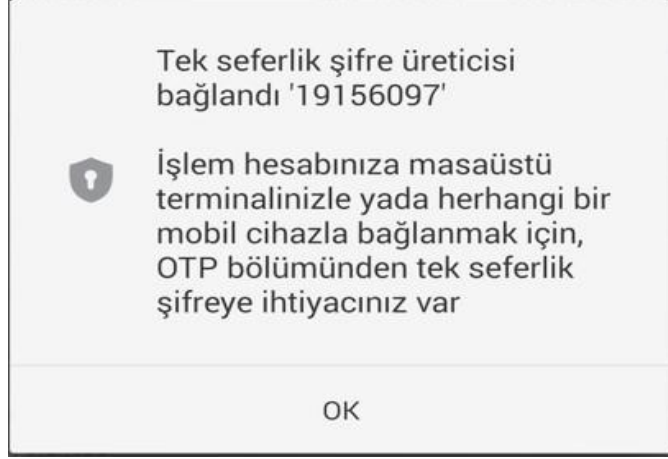 Tek seferlik şifre üreticisi
bağlandı '19156097'
İşlem hesabınıza masaüstü
terminalinizle yada herhangi bir
mobil cihazla bağlanmak için,
OTP bölümünden tek seferlik
şifreye ihtiyacınız var
OK